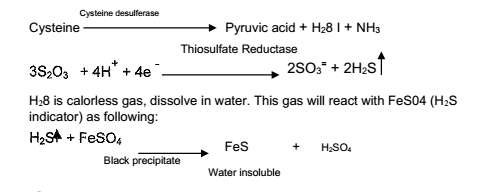 Cysteine desulferase
Cysteine ⟶ Pyruvic acid + H₂8 I + NH₃
Thiosulfate Reductase
3S₂O₃ + 4H⁺ + 4e⁻ ⟶ 2SO₃⁼ + 2H₂S↑
H₂8 is calorless gas, dissolve in water. This gas will react with FeS04 (H₂S
indicator) as following:
H₂S↑ + FeSO₄ ⟶ FeS + H₂SO₄
Black precipitate
Water insoluble